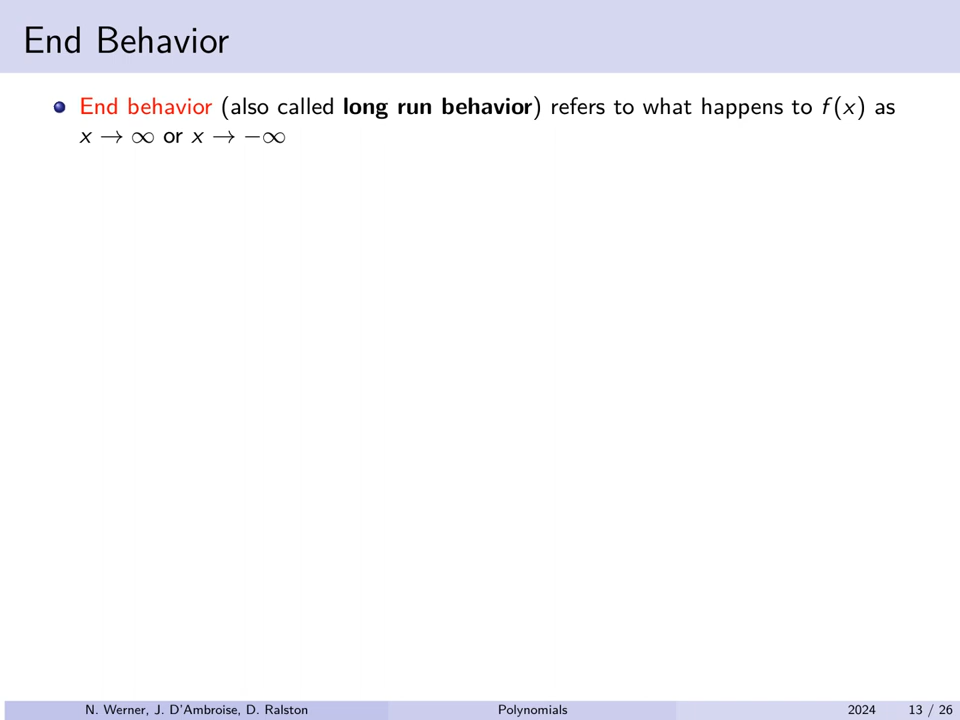 End Behavior
End behavior (also called long run behavior) refers to what happens to f(x) as
x → ∞ or x → −∞
N. Werner, J. D'Ambroise, D. Ralston Polynomials 2024 13 / 26